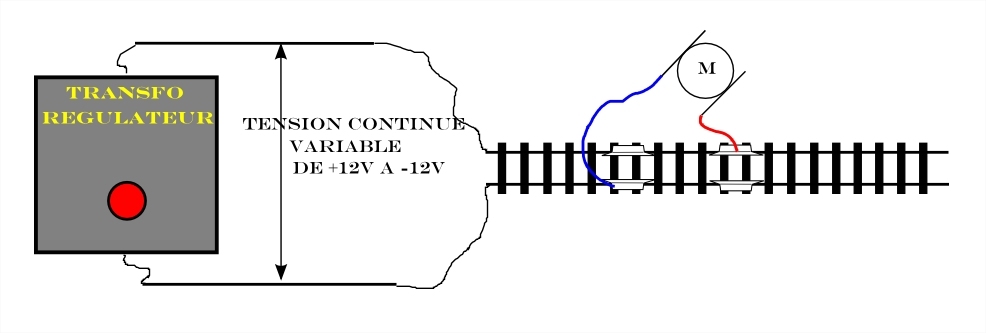 TRANSFO
REGULATEUR
TENSION CONTINUE
VARIABLE
DE +12V A -12V
M